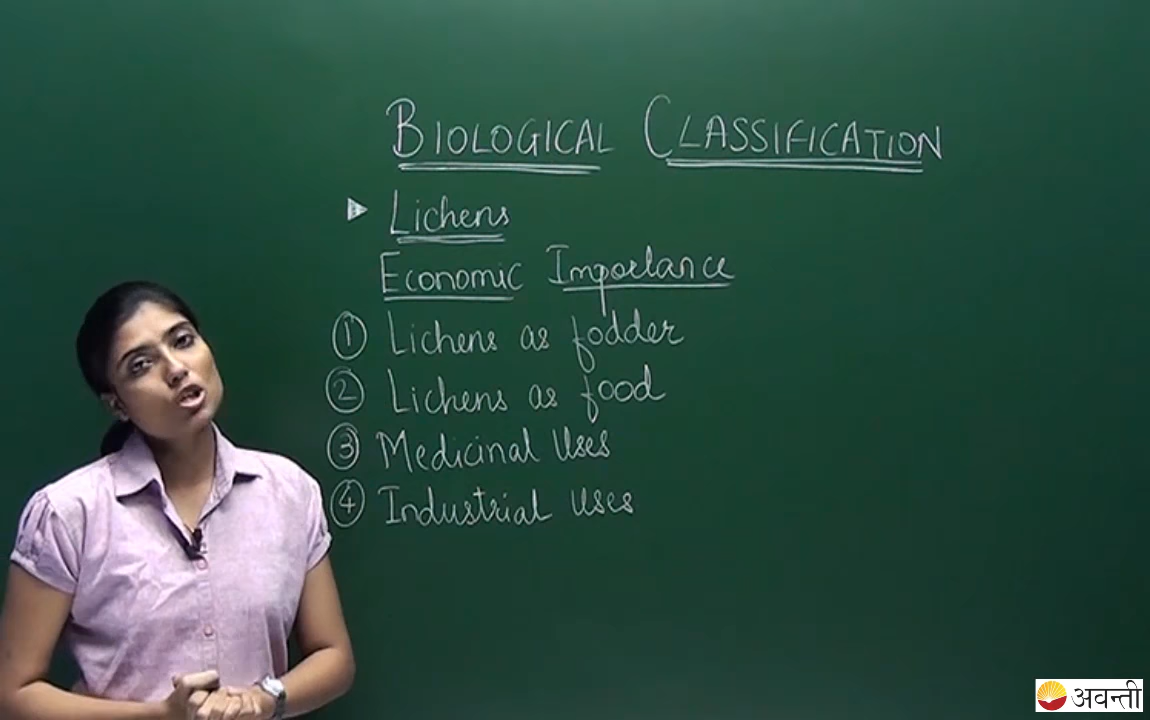 BIOLOGICAL CLASSIFICATION
Lichens
Economic Importance
① Lichens as fodder
② Lichens as food
③ Medicinal Uses
④ Industrial Uses
अवन्ती